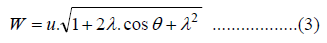 W = u.√1 + 2λ. cos θ + λ² ..................(3)